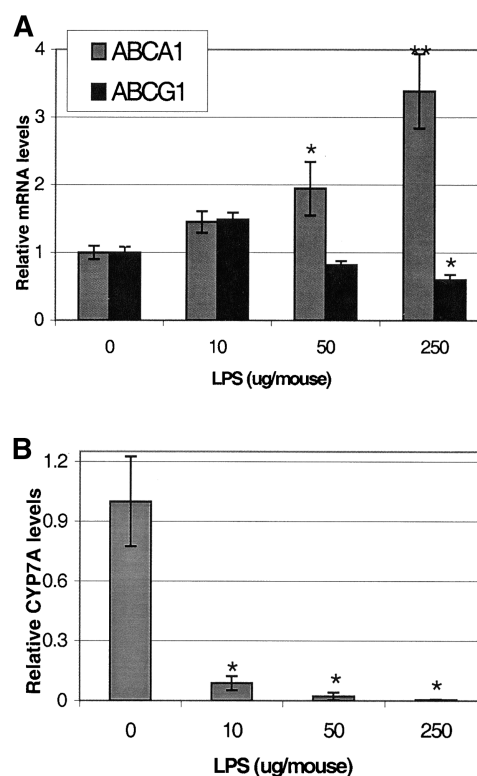 A
ABCA1
ABCG1
Relative mRNA levels
4
3
2
1
0
*
**
*
0 10 50 250
LPS (ug/mouse)
B
Relative CYP7A levels
1.2
0.9
0.6
0.3
0
* * *
0 10 50 250
LPS (ug/mouse)